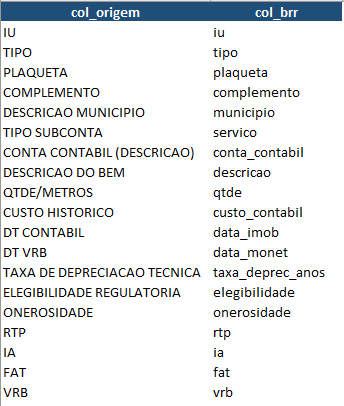 col_origem col_brr
IU iu
TIPO tipo
PLAQUETA plaqueta
COMPLEMENTO complemento
DESCRICAO MUNICIPIO municipio
TIPO SUBCONTA servico
CONTA CONTABIL (DESCRICAO) conta_contabil
DESCRICAO DO BEM descricao
QTDE/METROS qtde
CUSTO HISTORICO custo_contabil
DT CONTABIL data_imob
DT VRB data_monet
TAXA DE DEPRECIACAO TECNICA taxa_deprec_anos
ELEGIBILIDADE REGULATORIA elegibilidade
ONEROSIDADE onerosidade
RTP rtp
IA ia
FAT fat
VRB vrb